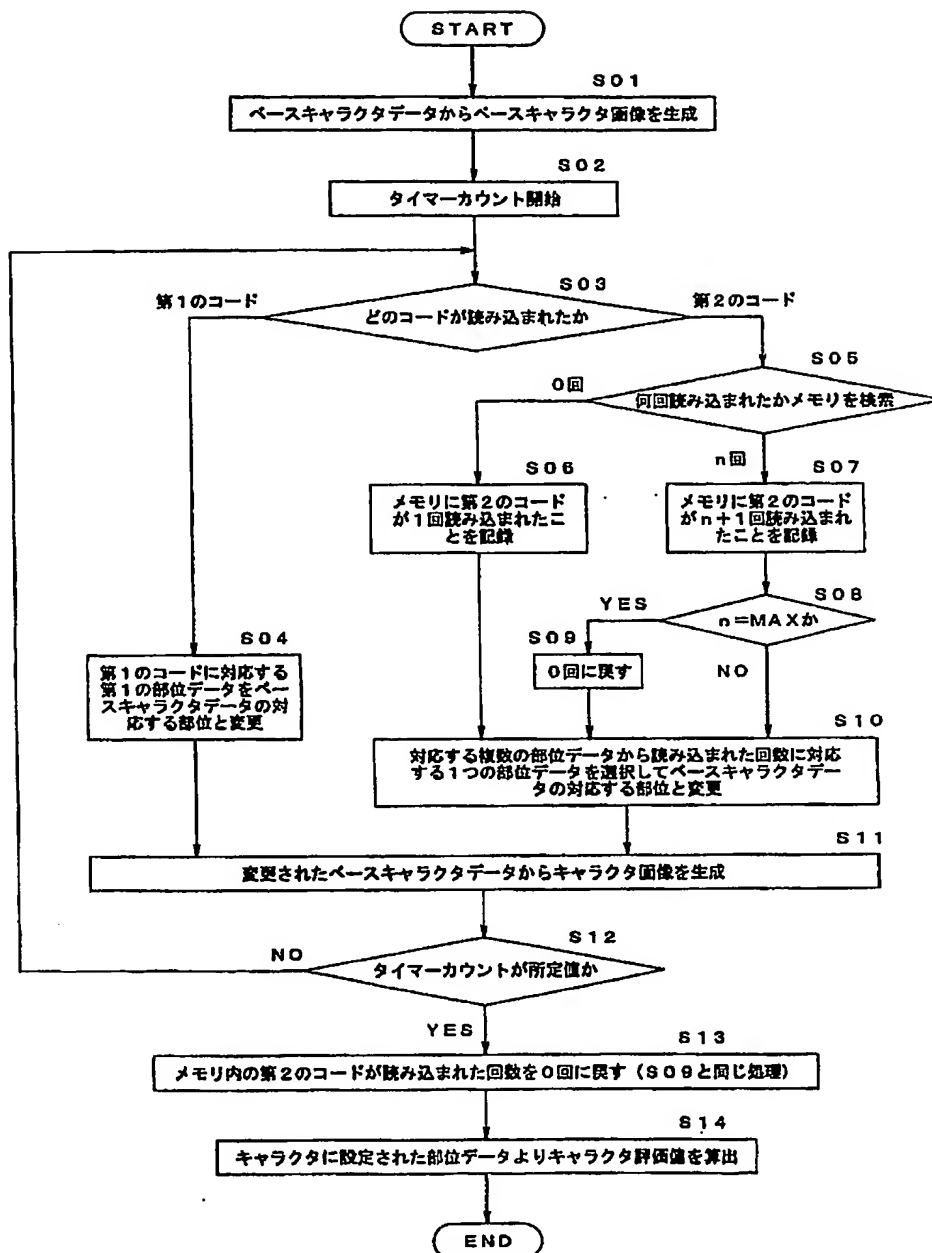 START
S01
ベースキャラクタデータからベースキャラクタ画像を生成
S02
タイマーカウント開始
S03
第1のコード
第2のコード
どのコードが読み込まれたか
S05
0回
何回読み込まれたかメモリを検索
n回
S06
S07
メモリに第2のコード
が1回読み込まれたこ
とを記録
メモリに第2のコード
がn+1回読み込まれ
たことを記録
S08
YES
n=MAXか
S09
0回に戻す
NO
S04
第1のコードに対応する
第1の部位データをベー
スキャラクタデータの対
応する部位と変更
S10
対応する複数の部位データから読み込まれた回数に対応
する1つの部位データを選択してベースキャラクタデー
タの対応する部位と変更
S11
変更されたベースキャラクタデータからキャラクタ画像を生成
S12
NO
タイマーカウントが所定値か
YES
S13
メモリ内の第2のコードが読み込まれた回数を0回に戻す(S09と同じ処理)
S14
キャラクタに設定された部位データよりキャラクタ評価値を算出
END